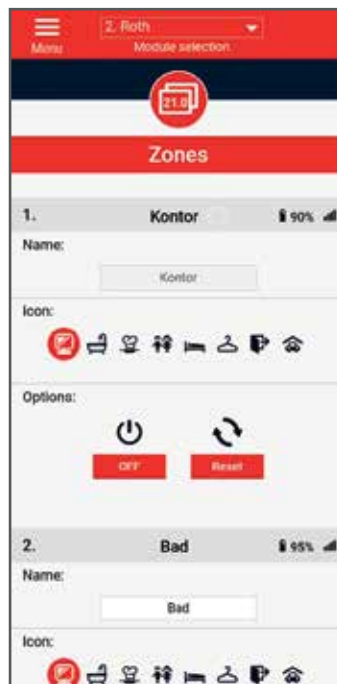 2. Roth
Menu
Module selection
21.0
Zones
1.
Kontor
90%
Name:
Kontor
Icon:
Options:
OFF
Reset
2.
Bad
95%
Name:
Bad
Icon: